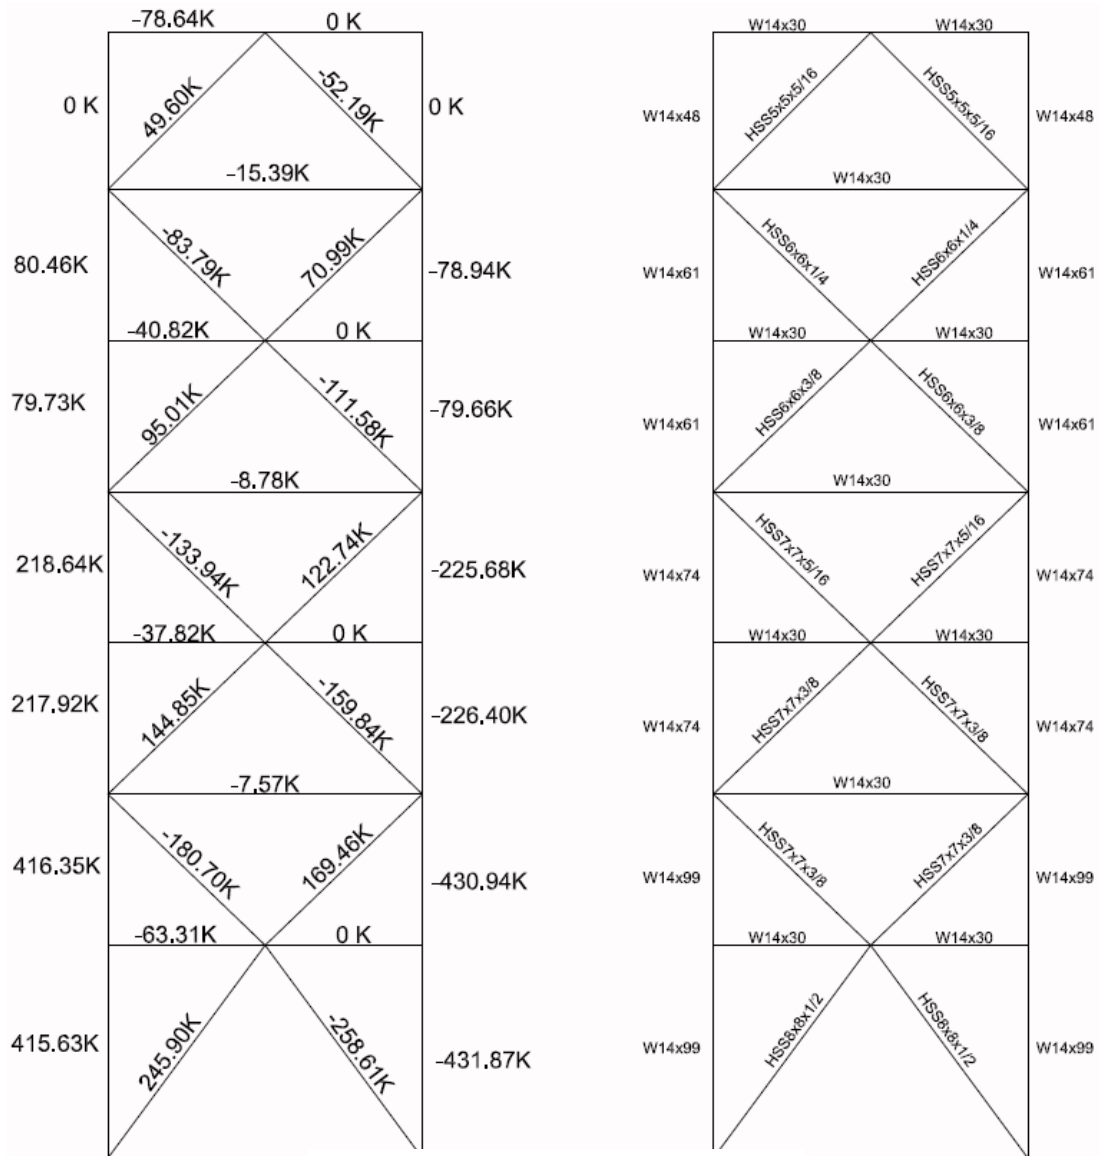 -78.64K 0 K
0 K 49.60K -52.19K 0 K
-15.39K
80.46K -83.79K 70.99K -78.94K
-40.82K 0 K
79.73K 95.01K -111.58K -79.66K
-8.78K
218.64K -133.94K 122.74K -225.68K
-37.82K 0 K
217.92K 144.85K -159.84K -226.40K
-7.57K
416.35K -180.70K 169.46K -430.94K
-63.31K 0 K
415.63K 245.90K -258.61K -431.87K
W14x30 W14x30
W14x48 HSS5x5x5/16 HSS5x5x5/16 W14x48
W14x30
W14x61 HSS6x6x1/4 HSS6x6x1/4 W14x61
W14x30 W14x30
W14x61 HSS6x6x3/8 HSS6x6x3/8 W14x61
W14x30
W14x74 HSS7x7x5/16 HSS7x7x5/16 W14x74
W14x30 W14x30
W14x74 HSS7x7x3/8 HSS7x7x3/8 W14x74
W14x30
W14x99 HSS7x7x3/8 HSS7x7x3/8 W14x99
W14x30 W14x30
W14x99 HSS8x8x1/2 HSS8x8x1/2 W14x99